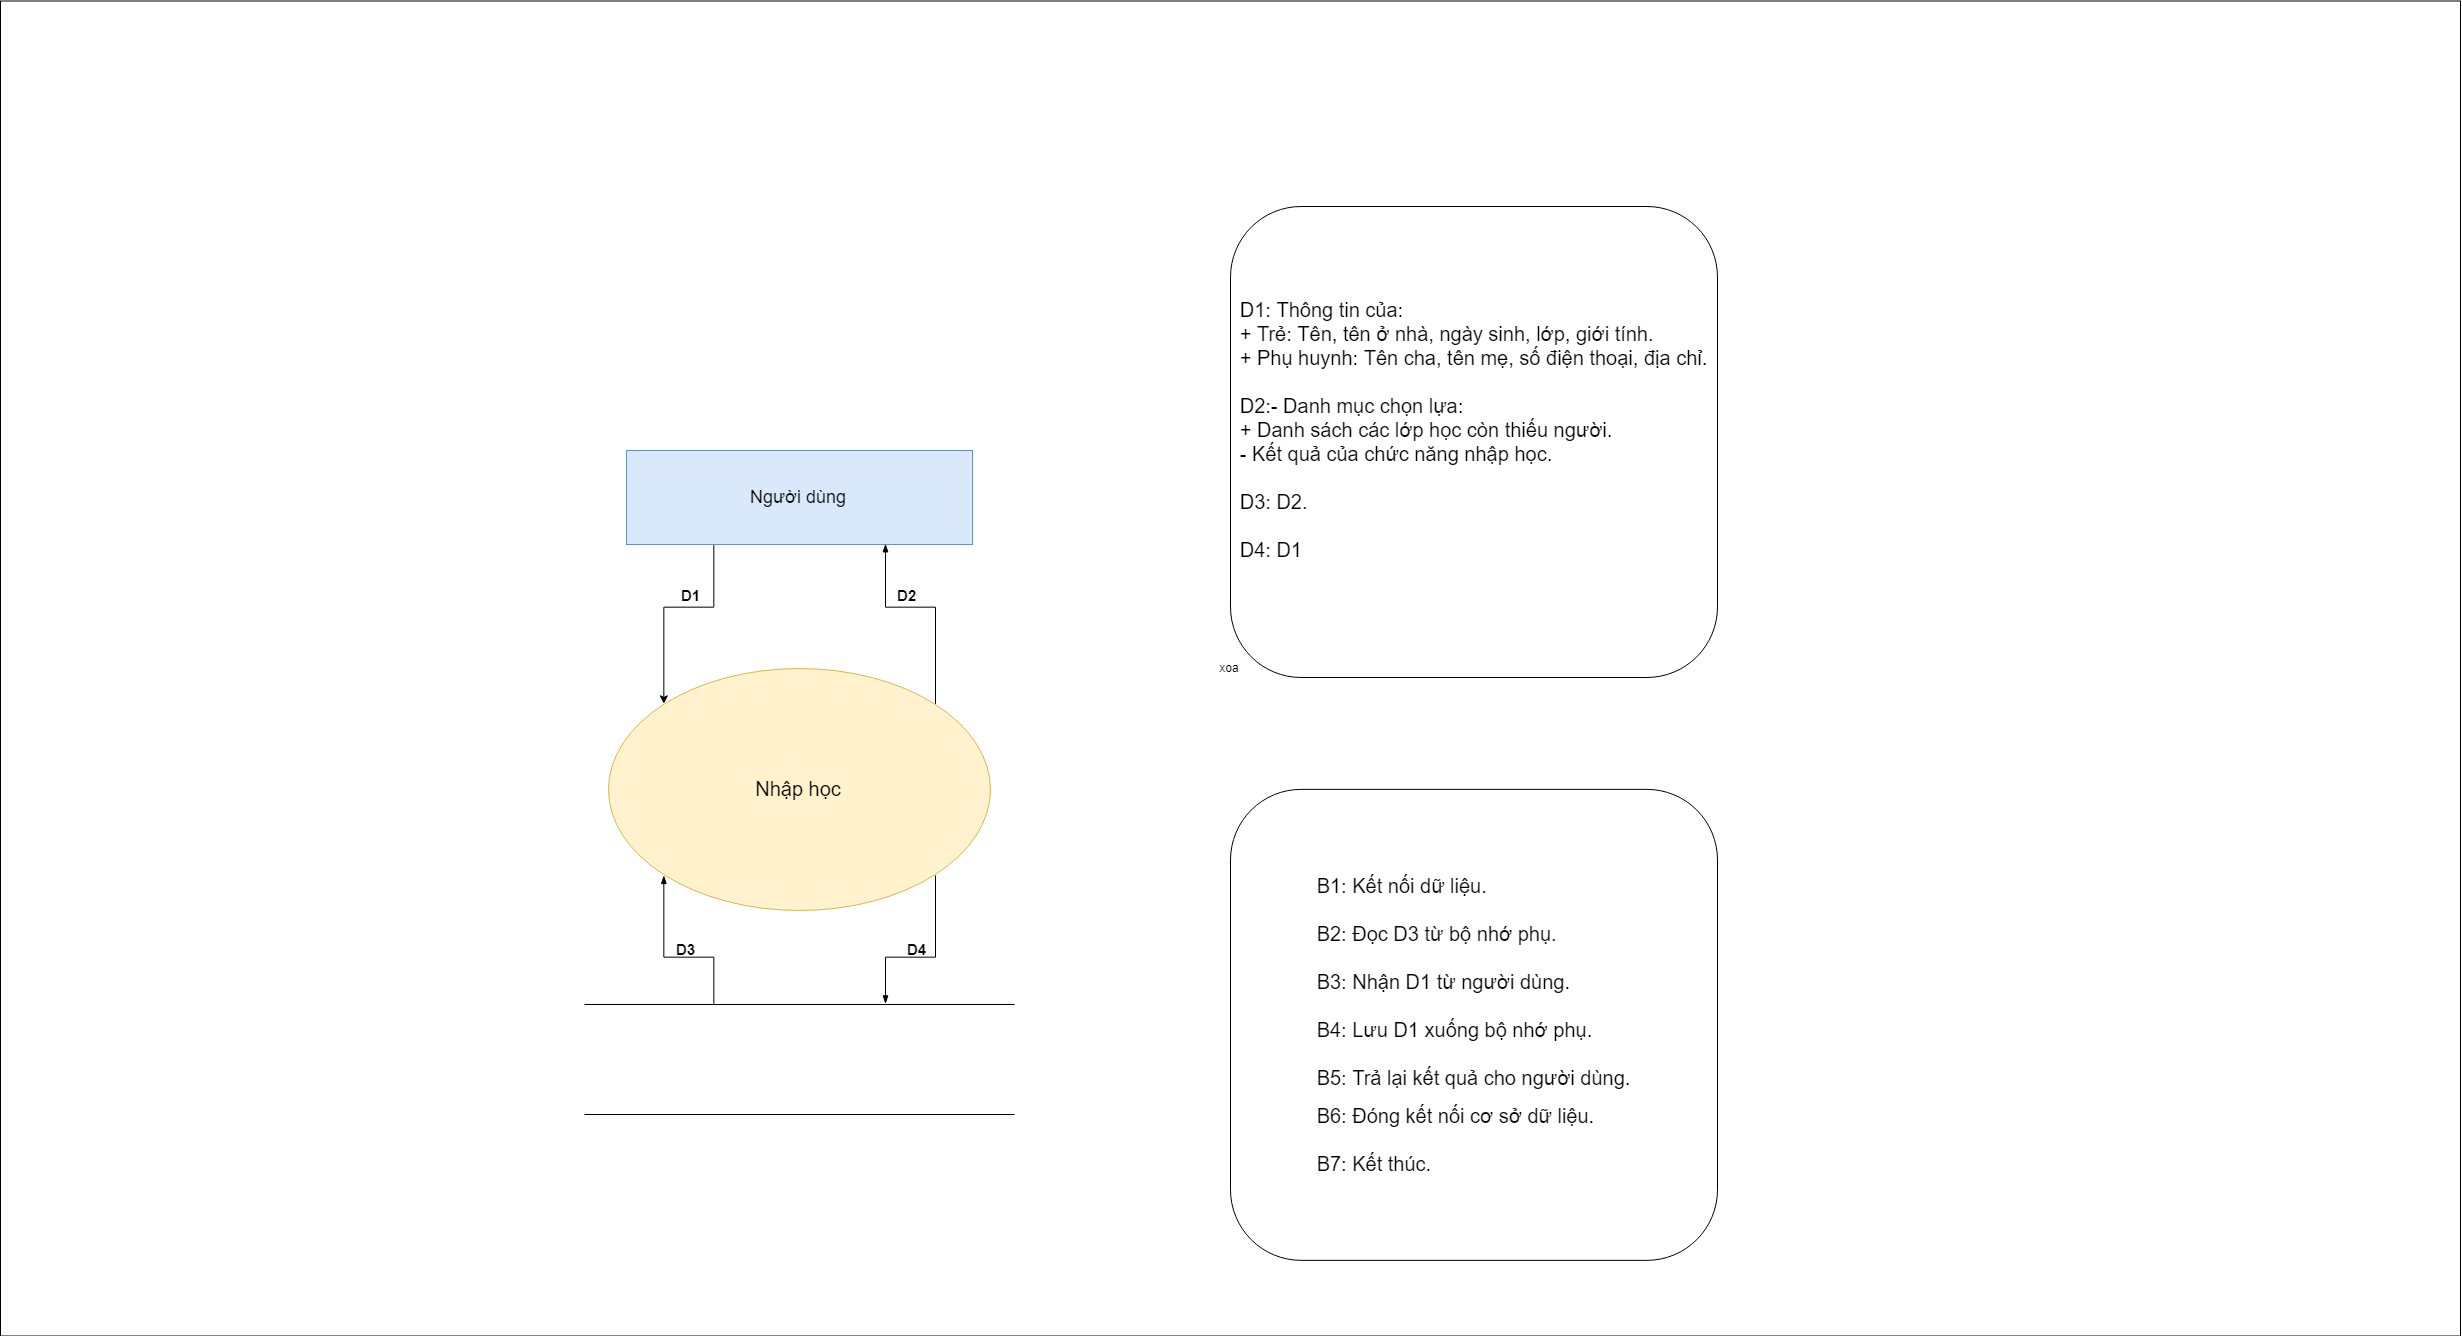 Người dùng
D1
D2
Nhập học
D3
D4
D1: Thông tin của:
+ Trẻ: Tên, tên ở nhà, ngày sinh, lớp, giới tính.
+ Phụ huynh: Tên cha, tên mẹ, số điện thoại, địa chỉ.
D2:- Danh mục chọn lựa:
+ Danh sách các lớp học còn thiếu người.
- Kết quả của chức năng nhập học.
D3: D2.
D4: D1
xoa
B1: Kết nối dữ liệu.
B2: Đọc D3 từ bộ nhớ phụ.
B3: Nhận D1 từ người dùng.
B4: Lưu D1 xuống bộ nhớ phụ.
B5: Trả lại kết quả cho người dùng.
B6: Đóng kết nối cơ sở dữ liệu.
B7: Kết thúc.